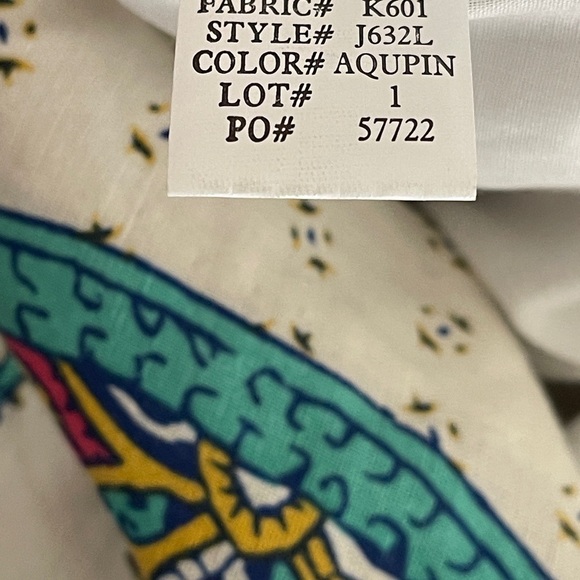 FABRIC# K601
STYLE# J632L
COLOR# AQUPIN
LOT# 1
PO# 57722